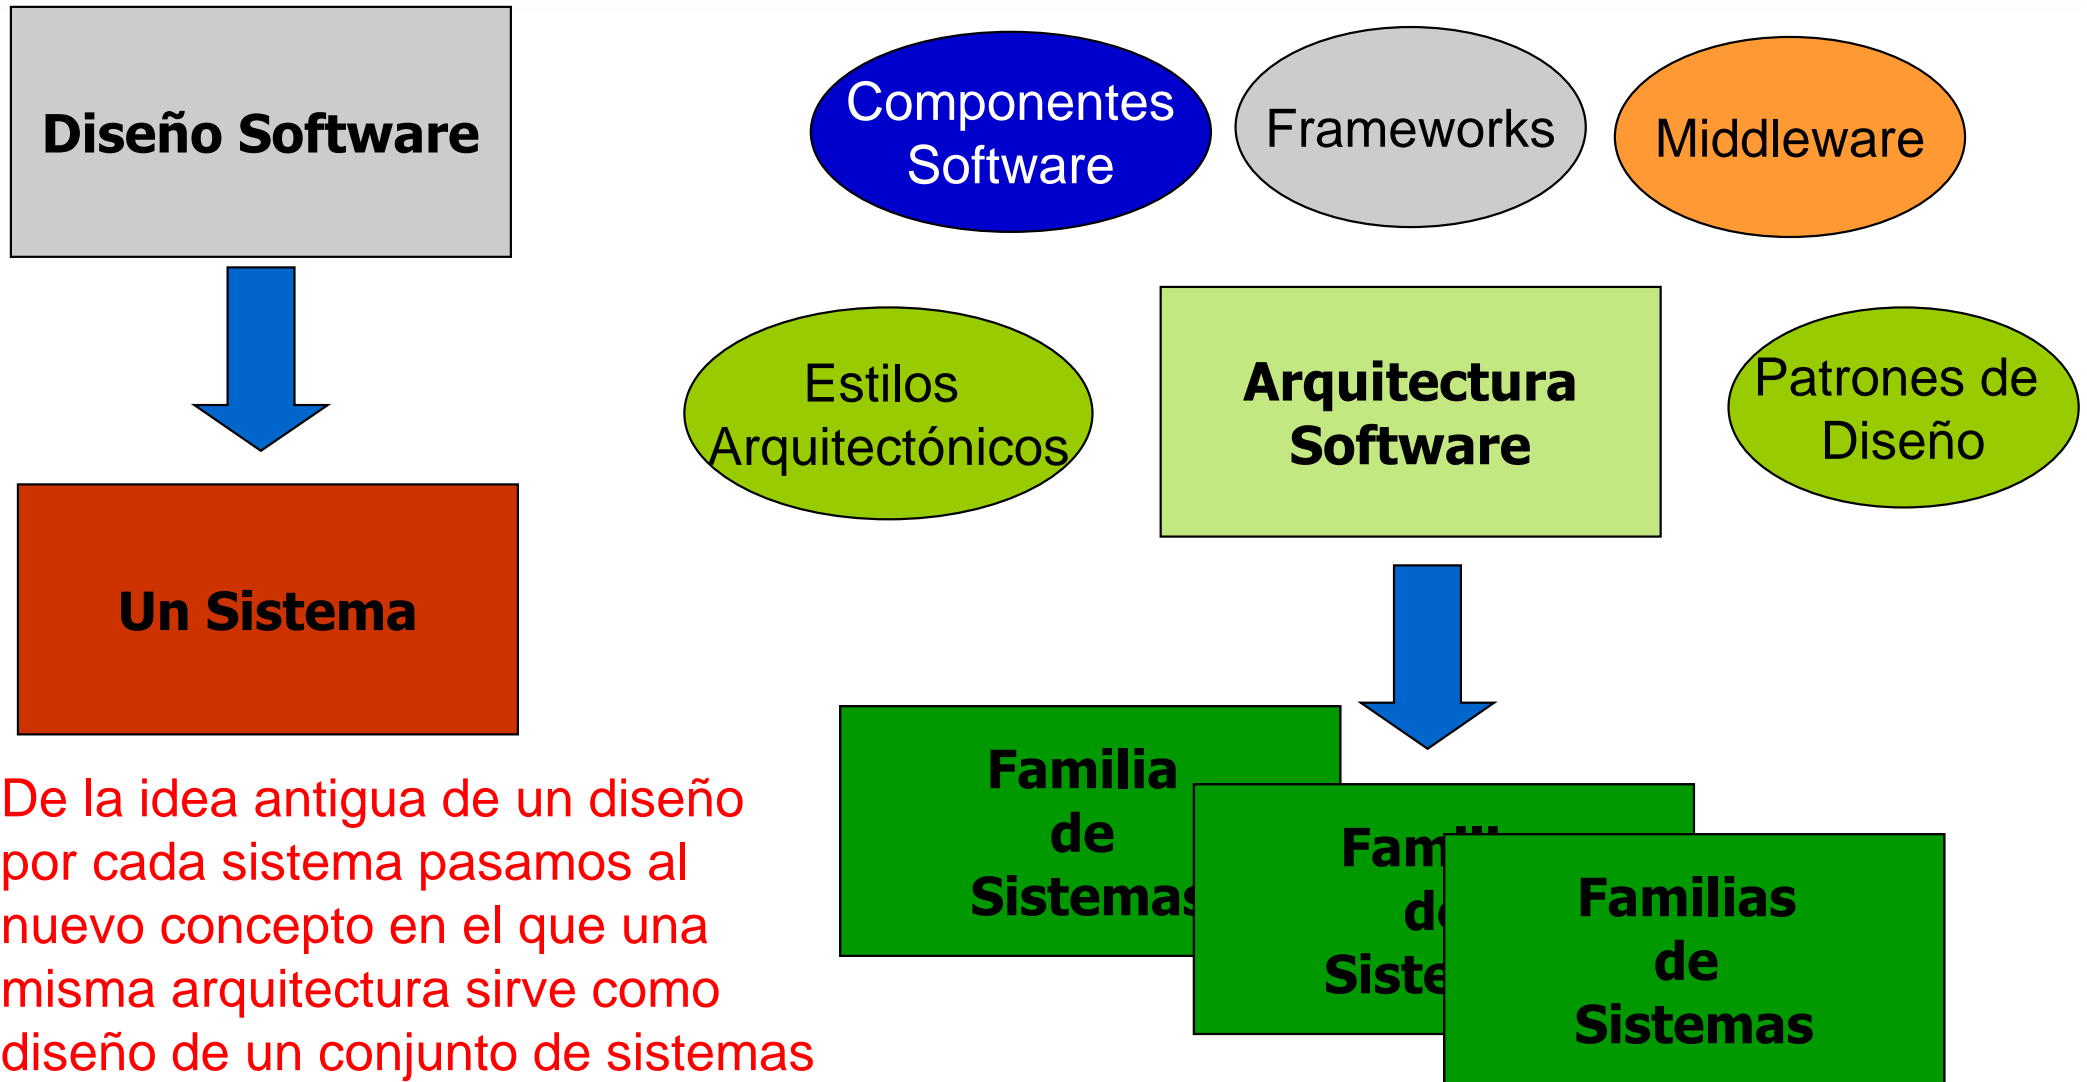 Diseño Software
Un Sistema
De la idea antigua de un diseño
por cada sistema pasamos al
nuevo concepto en el que una
misma arquitectura sirve como
diseño de un conjunto de sistemas
Componentes
Software
Frameworks
Middleware
Estilos
Arquitectónicos
Arquitectura
Software
Patrones de
Diseño
Familia
de
Sistemas
Familias
de
Sistemas